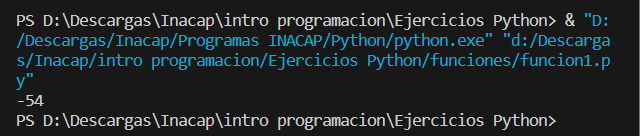 PS D:\Descargas\Inacap\intro programacion\Ejercicios Python> & "D:
/Descargas/Inacap/Programas INACAP/Python/python.exe" "d:/Descarga
s/Inacap/intro programacion/Ejercicios Python/funciones/funcion1.p
y"
-54
PS D:\Descargas\Inacap\intro programacion\Ejercicios Python>